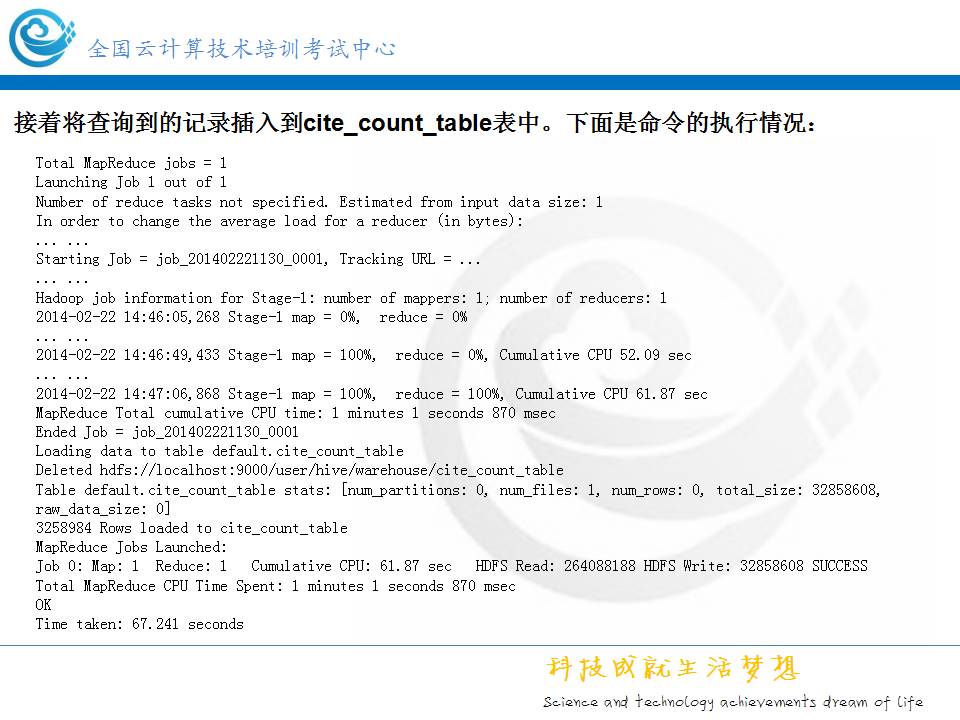 全国云计算技术培训考试中心
接着将查询到的记录插入到cite_count_table表中。下面是命令的执行情况：
Total MapReduce jobs = 1
Launching Job 1 out of 1
Number of reduce tasks not specified. Estimated from input data size: 1
In order to change the average load for a reducer (in bytes):
... ...
Starting Job = job_201402221130_0001, Tracking URL = ...
... ...
Hadoop job information for Stage-1: number of mappers: 1; number of reducers: 1
2014-02-22 14:46:05,268 Stage-1 map = 0%, reduce = 0%
... ...
2014-02-22 14:46:49,433 Stage-1 map = 100%, reduce = 0%, Cumulative CPU 52.09 sec
... ...
2014-02-22 14:47:06,868 Stage-1 map = 100%, reduce = 100%, Cumulative CPU 61.87 sec
MapReduce Total cumulative CPU time: 1 minutes 1 seconds 870 msec
Ended Job = job_201402221130_0001
Loading data to table default.cite_count_table
Deleted hdfs://localhost:9000/user/hive/warehouse/cite_count_table
Table default.cite_count_table stats: [num_partitions: 0, num_files: 1, num_rows: 0, total_size: 32858608,
raw_data_size: 0]
3258984 Rows loaded to cite_count_table
MapReduce Jobs Launched:
Job 0: Map: 1 Reduce: 1 Cumulative CPU: 61.87 sec HDFS Read: 264088188 HDFS Write: 32858608 SUCCESS
Total MapReduce CPU Time Spent: 1 minutes 1 seconds 870 msec
OK
Time taken: 67.241 seconds
科技成就生活梦想
Science and technology achievements dream of life